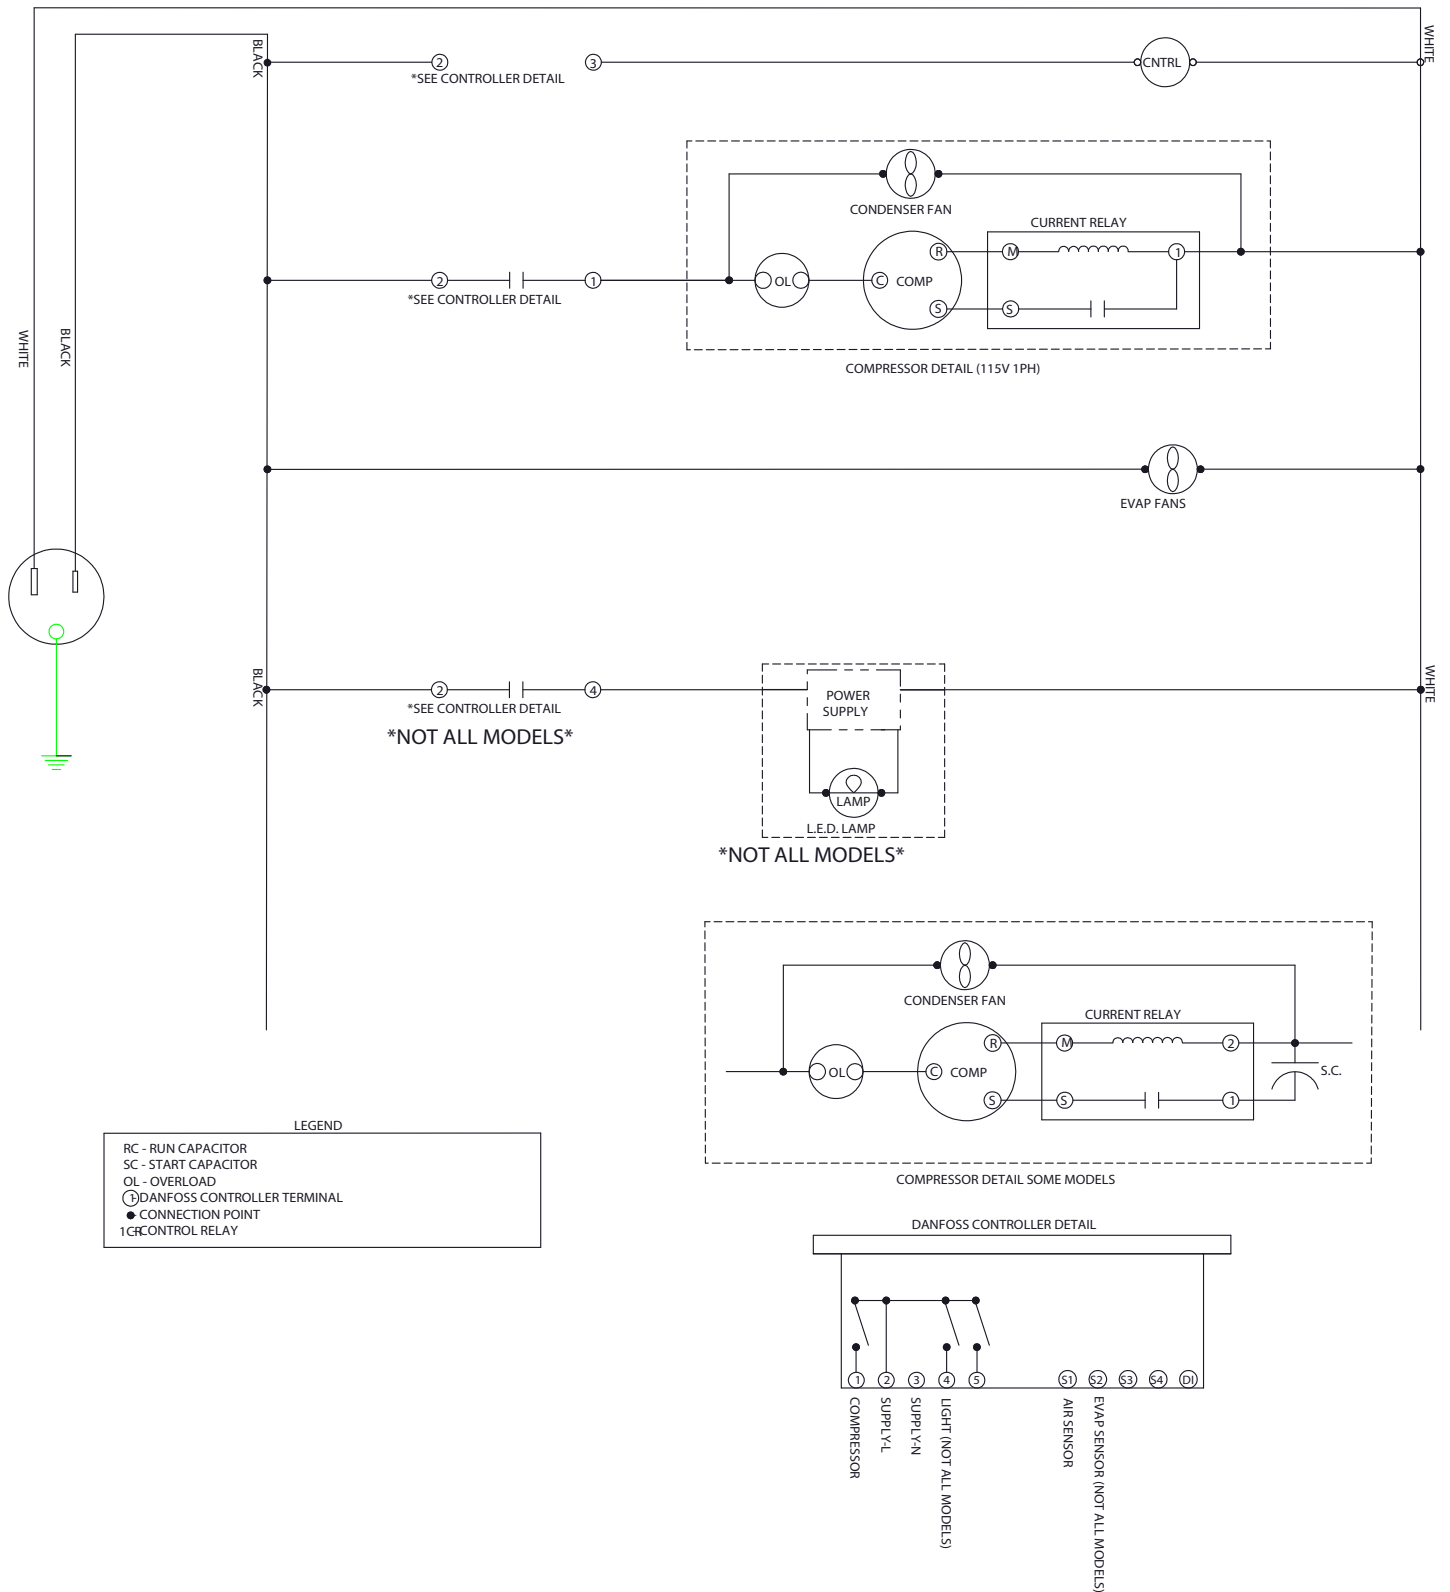 BLACK
WHITE
2
3
CNTRL
*SEE CONTROLLER DETAIL
CONDENSER FAN
CURRENT RELAY
R
M
1
2
1
OL
C
COMP
*SEE CONTROLLER DETAIL
S
S
WHITE
BLACK
COMPRESSOR DETAIL (115V 1PH)
EVAP FANS
BLACK
2
4
POWER
SUPPLY
WHITE
*SEE CONTROLLER DETAIL
*NOT ALL MODELS*
LAMP
L.E.D. LAMP
*NOT ALL MODELS*
CONDENSER FAN
CURRENT RELAY
R
M
2
OL
C
COMP
S.C.
S
S
1
COMPRESSOR DETAIL SOME MODELS
LEGEND
RC - RUN CAPACITOR
SC - START CAPACITOR
OL - OVERLOAD
1 - DANFOSS CONTROLLER TERMINAL
- CONNECTION POINT
1CR - CONTROL RELAY
DANFOSS CONTROLLER DETAIL
1
2
3
4
5
S1
S2
S3
S4
DI
COMPRESSOR
SUPPLY-L
SUPPLY-N
LIGHT (NOT ALL MODELS)
AIR SENSOR
EVAP SENSOR (NOT ALL MODELS)